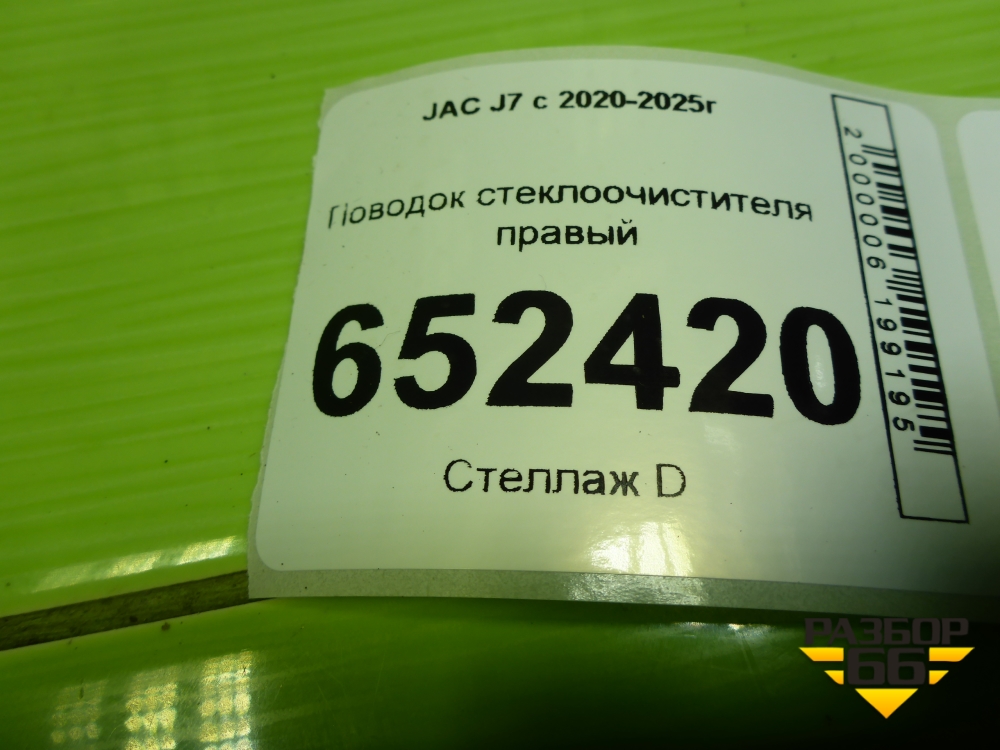 JAC J7 с 2020-2025г
Поводок стеклоочистителя
правый
652420
Стеллаж D
2000006199195
РАЗБОР
66